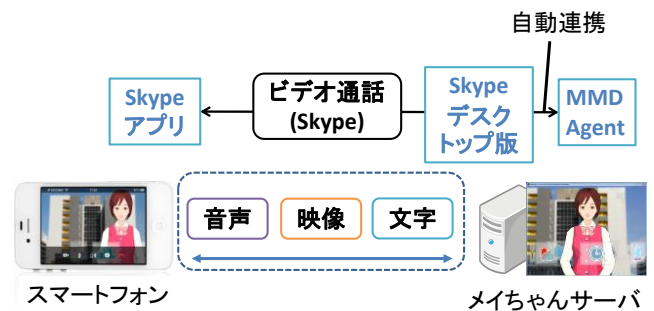 自動連携
Skype
アプリ
ビデオ通話
(Skype)
Skype
デスク
トップ版
MMD
Agent
音声
映像
文字
スマートフォン
メイちゃんサーバ